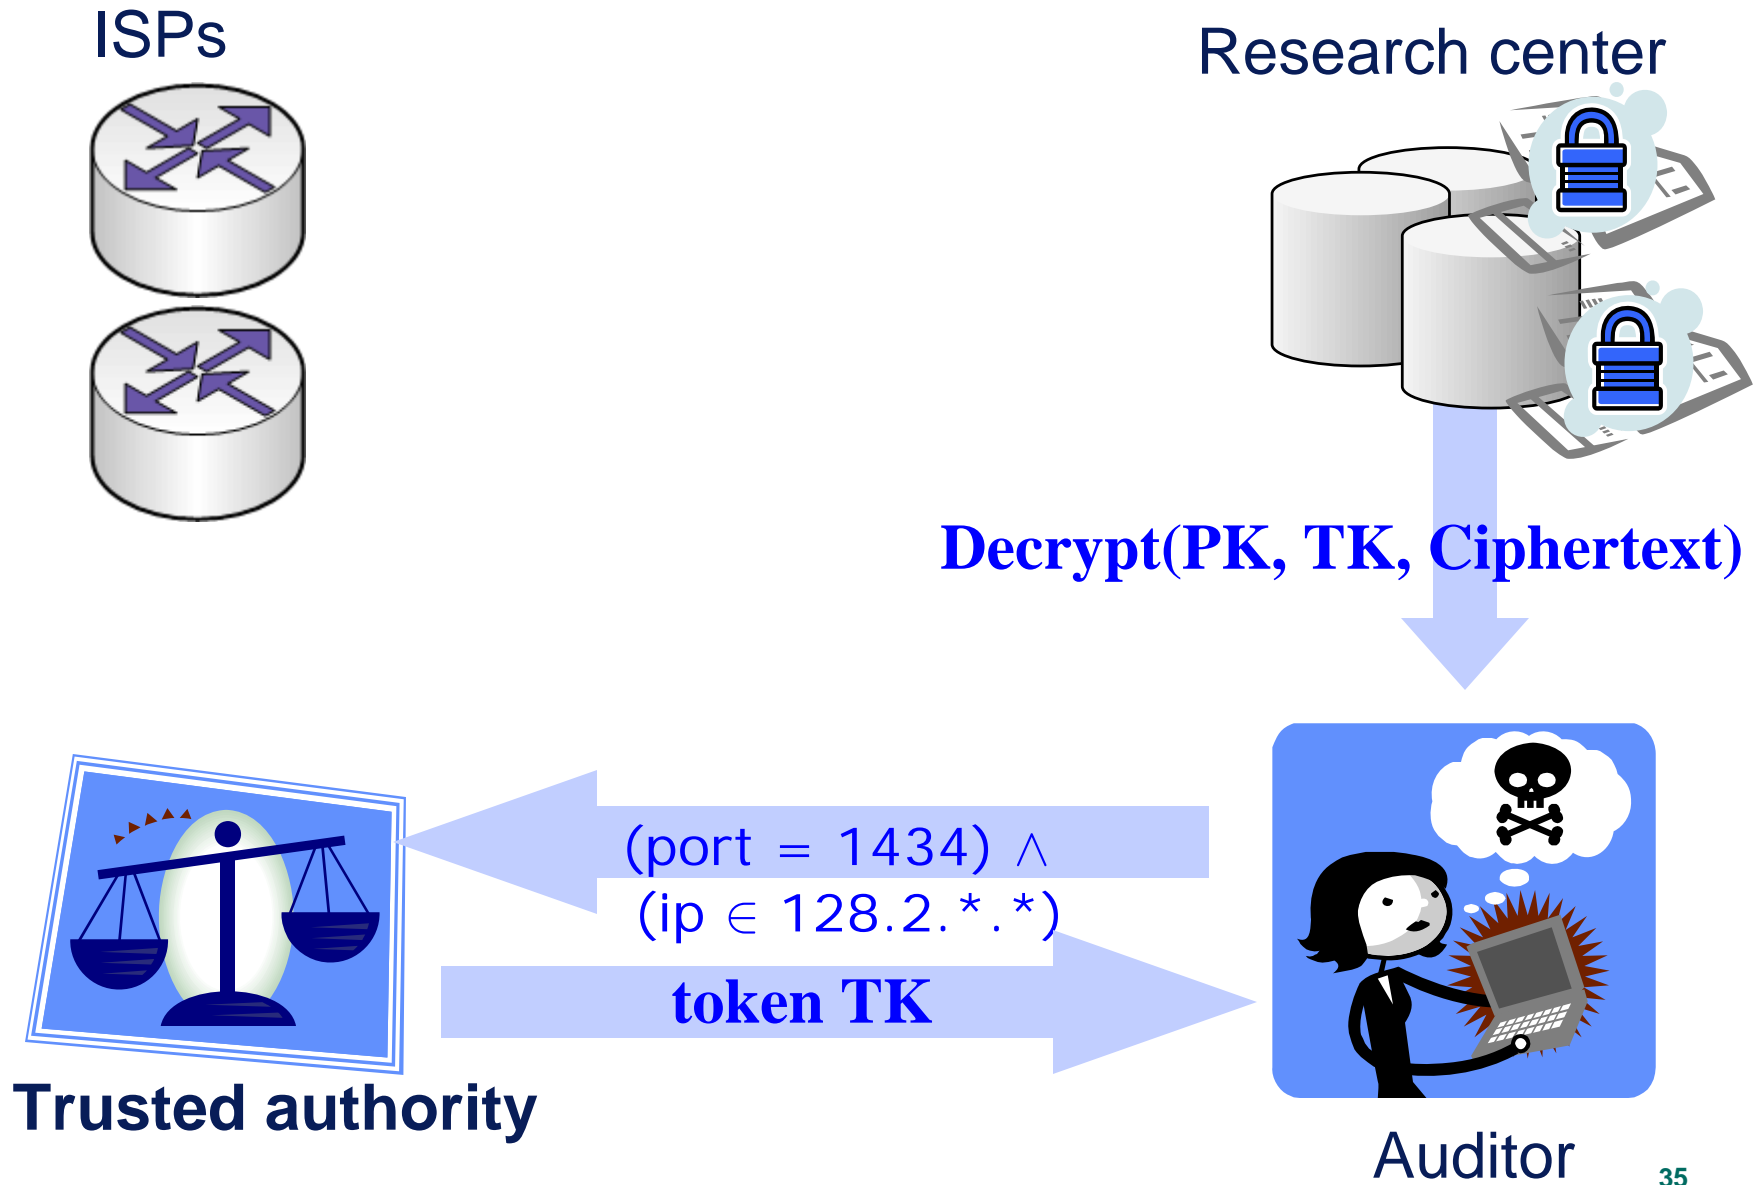 ISPs
Research center
Decrypt(PK, TK, Ciphertext)
(port = 1434) ∧
(ip ∈ 128.2.*.*)
token TK
Trusted authority
Auditor
35